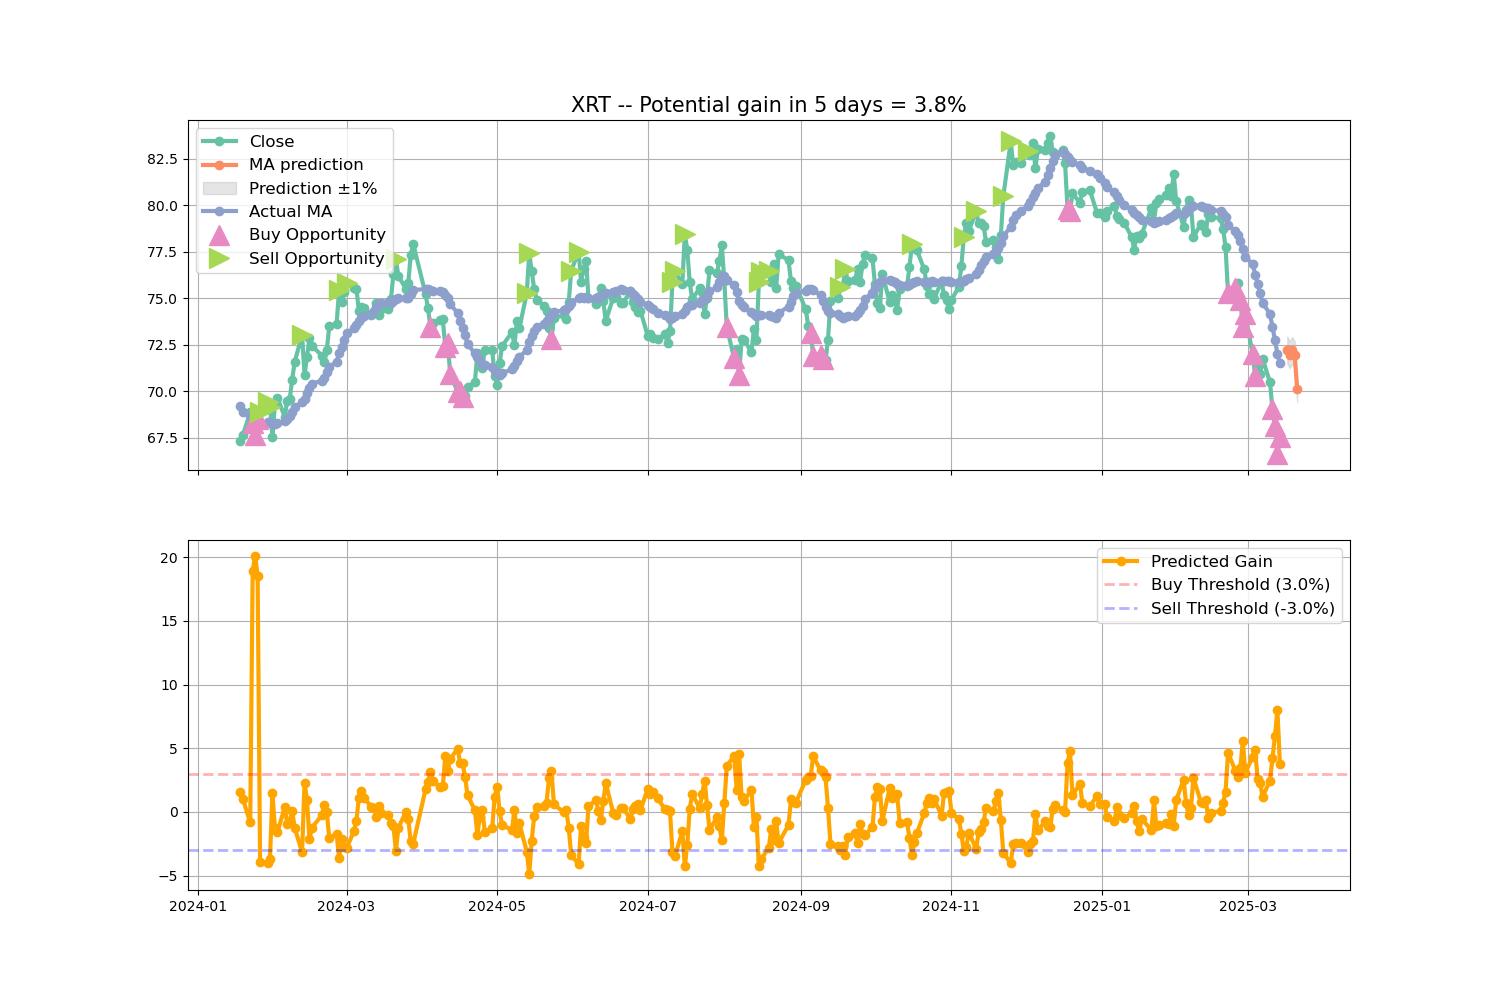 XRT -- Potential gain in 5 days = 3.8%
Close
MA prediction
Prediction ±1%
Actual MA
Buy Opportunity
Sell Opportunity
82.5
80.0
77.5
75.0
72.5
70.0
67.5
Predicted Gain
Buy Threshold (3.0%)
Sell Threshold (-3.0%)
20
15
10
5
0
−5
2024-01 2024-03 2024-05 2024-07 2024-09 2024-11 2025-01 2025-03